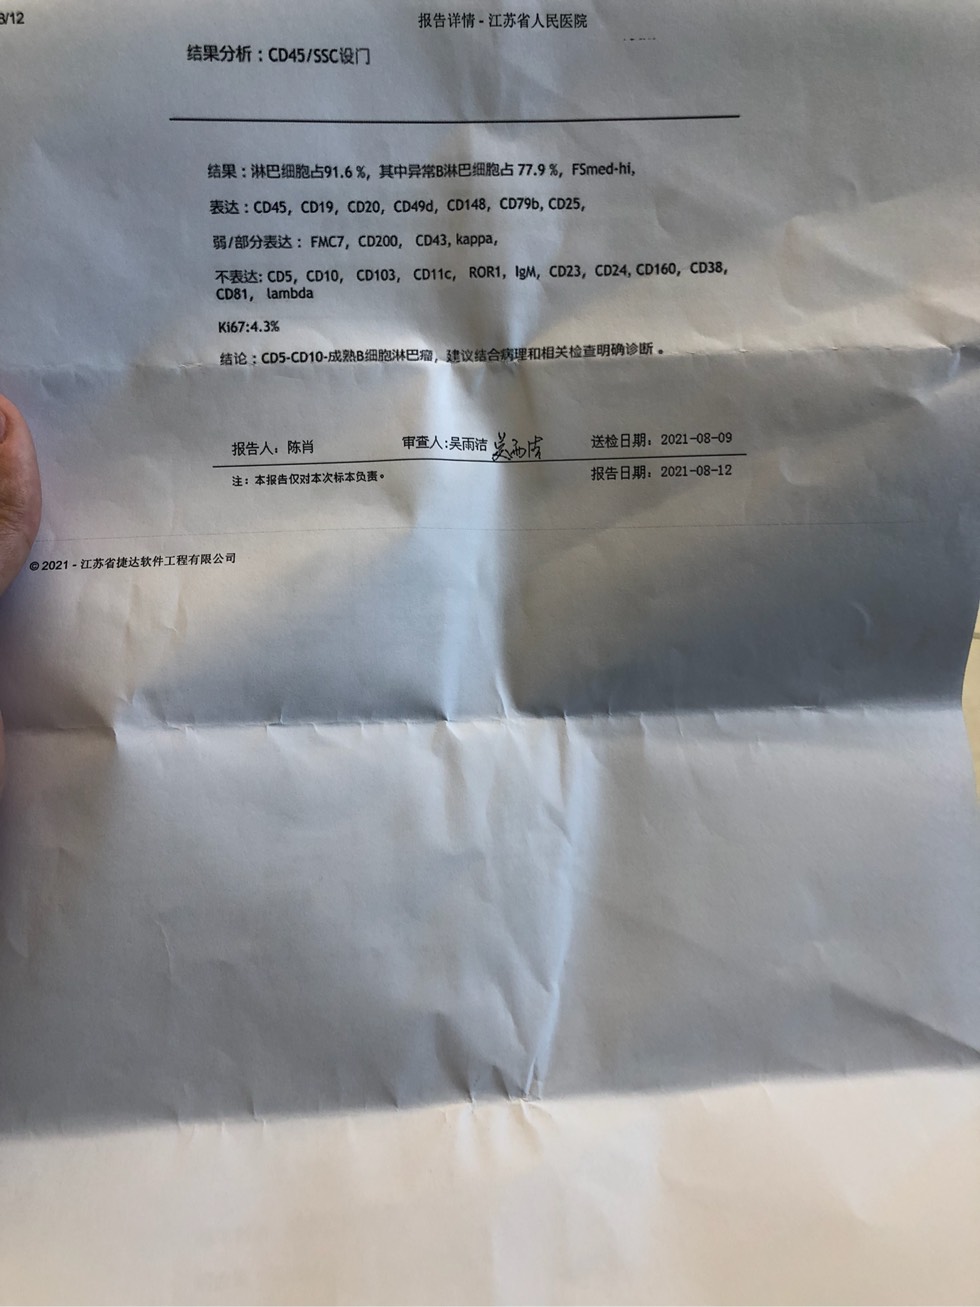 8/12
报告详情 - 江苏省人民医院
结果分析：CD45/SSC设门
结果：淋巴细胞占91.6 %，其中异常B淋巴细胞占 77.9 %，FSmed-hi,
表达：CD45，CD19，CD20，CD49d，CD148，CD79b, CD25,
弱/部分表达： FMC7，CD200， CD43, kappa,
不表达: CD5，CD10， CD103， CD11c， ROR1，IgM，CD23，CD24, CD160，CD38，
CD81， lambda
Ki67:4.3%
结论：CD5-CD10-成熟B细胞淋巴瘤，建议结合病理和相关检查明确诊断。
报告人：陈肖 审查人:吴雨洁 吴雨洁 送检日期：2021-08-09
注：本报告仅对本次标本负责。 报告日期：2021-08-12
© 2021 - 江苏省捷达软件工程有限公司